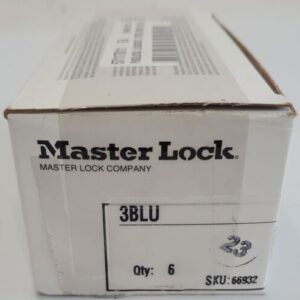 Master Lock®
MASTER LOCK COMPANY
3BLU
23
Qty: 6
SKU: 66932